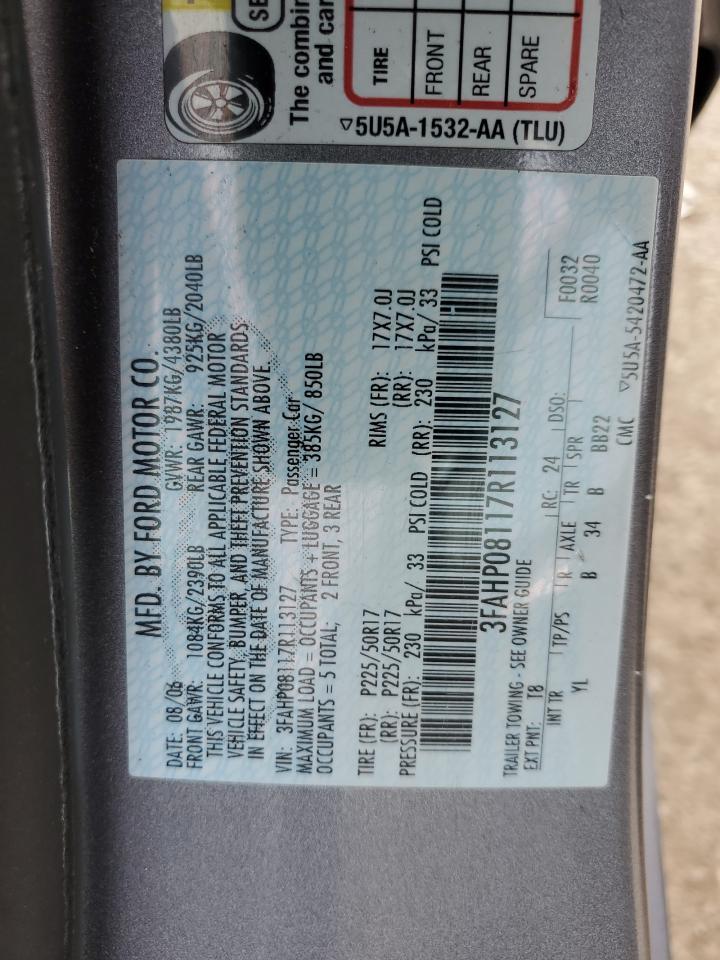 SE
The combin
and car
TIRE
FRONT
REAR
SPARE
▽5U5A-1532-AA (TLU)
MFD. BY FORD MOTOR CO.
DATE: 08/06 GVWR: 1987KG/4380LB
FRONT GAWR: 1084KG/2390LB REAR GAWR: 925KG/2040LB
THIS VEHICLE CONFORMS TO ALL APPLICABLE FEDERAL MOTOR
VEHICLE SAFETY, BUMPER, AND THEFT PREVENTION STANDARDS
IN EFFECT ON THE DATE OF MANUFACTURE SHOWN ABOVE.
VIN: 3FAHP08117R113127 TYPE: Passenger Car
MAXIMUM LOAD = OCCUPANTS + LUGGAGE = 385KG/ 850LB
OCCUPANTS = 5 TOTAL, 2 FRONT, 3 REAR
TIRE (FR): P225/50R17 RIMS (FR): 17X7.0J
(RR): P225/50R17 (RR): 17X7.0J
PRESSURE (FR): 230 kPa/ 33 PSI COLD (RR): 230 kPa/ 33 PSI COLD
3FAHP08117R113127
TRAILER TOWING - SEE OWNER GUIDE
EXT PNT: T8 RC: 24 DSO: F0032
INT TR TP/PS R AXLE TR SPR R0040
YL B 34 B BB22
CMC ▽5U5A-5420472-AA